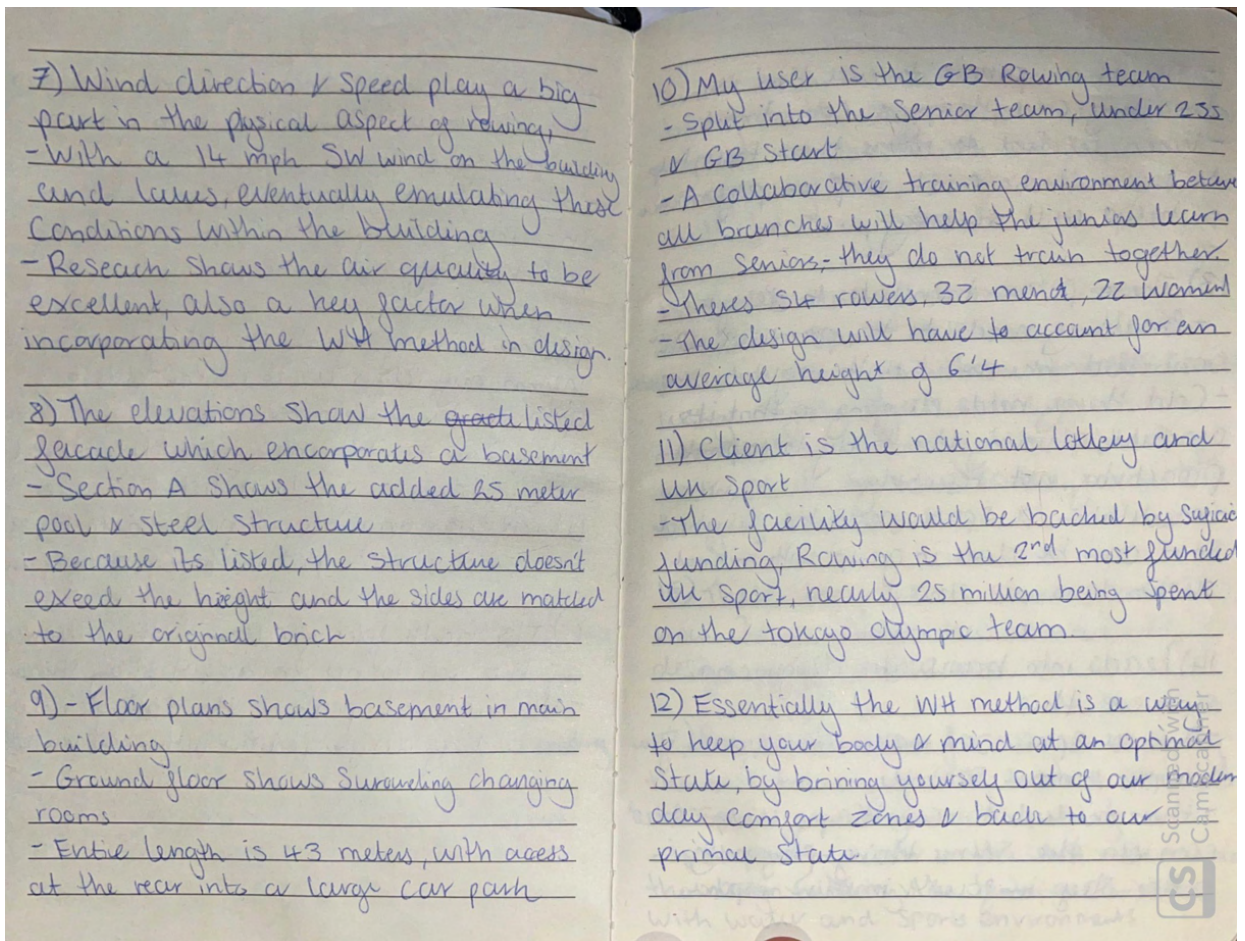 7) Wind direction & speed play a big
part in the physical aspect of rowing,
- With a 14 mph SW wind on the building
and lanes, eventually emulating these
Conditions within the building
- Reseach shows the air quality to be
excellent, also a key factor when
incorporating the WH method in design.
8) The elevations show the listed
facade which encorporates a basement
- Section A shows the added 25 meter
pool & steel structure
- Because its listed, the structure doesn't
exeed the height and the sides are matched
to the original brick
9) - Floor plans shows basement in main
building
- Ground floor shows Surounding changing
rooms
- Entire length is 43 meters, with access
at the rear into a large car park
10) My user is the GB Rowing team
- Split into the Senior team, under 23s
& GB Start
- A collaborative training environment
all branches will help the juniors learn
from Seniors, - they do not train together.
- Theres 54 rowers, 32 men, 22 women
- The design will have to account for an
average height of 6'4
11) Client is the national lottery and
UK Sport
- The facility would be backed by
funding, Rowing is the 2nd most funded
UK Sport, nearly 25 million being spent
on the tokoyo olympic team.
12) Essentially the WH method is a way
to keep your body & mind at an optimal
State, by brining yourself out of our modern
day comfort zones & back to our
primal state
Scanned with
CamScanner
CS